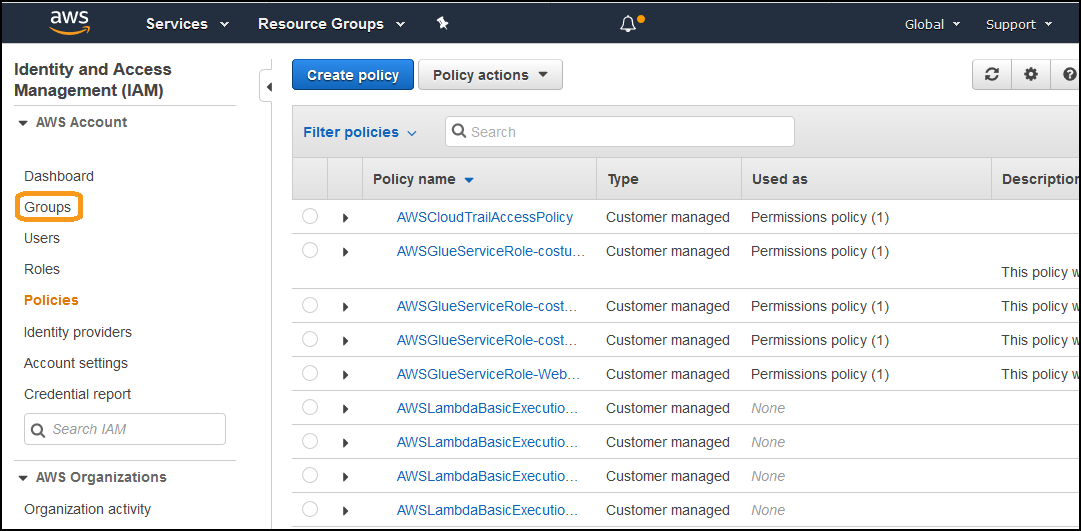 aws Services Resource Groups Global Support
Identity and Access
Management (IAM)
AWS Account
Dashboard
Groups
Users
Roles
Policies
Identity providers
Account settings
Credential report
Search IAM
AWS Organizations
Organization activity
Create policy Policy actions ?
Filter policies Search
Policy name Type Used as Description
AWSCloudTrailAccessPolicy Customer managed Permissions policy (1)
AWSGlueServiceRole-costu... Customer managed Permissions policy (1)
This policy w
AWSGlueServiceRole-cost... Customer managed Permissions policy (1) This policy w
AWSGlueServiceRole-cost... Customer managed Permissions policy (1) This policy w
AWSGlueServiceRole-Web... Customer managed Permissions policy (1) This policy w
AWSLambdaBasicExecutio... Customer managed None
AWSLambdaBasicExecutio... Customer managed None
AWSLambdaBasicExecutio... Customer managed None
AWSLambdaBasicExecutio... Customer managed None